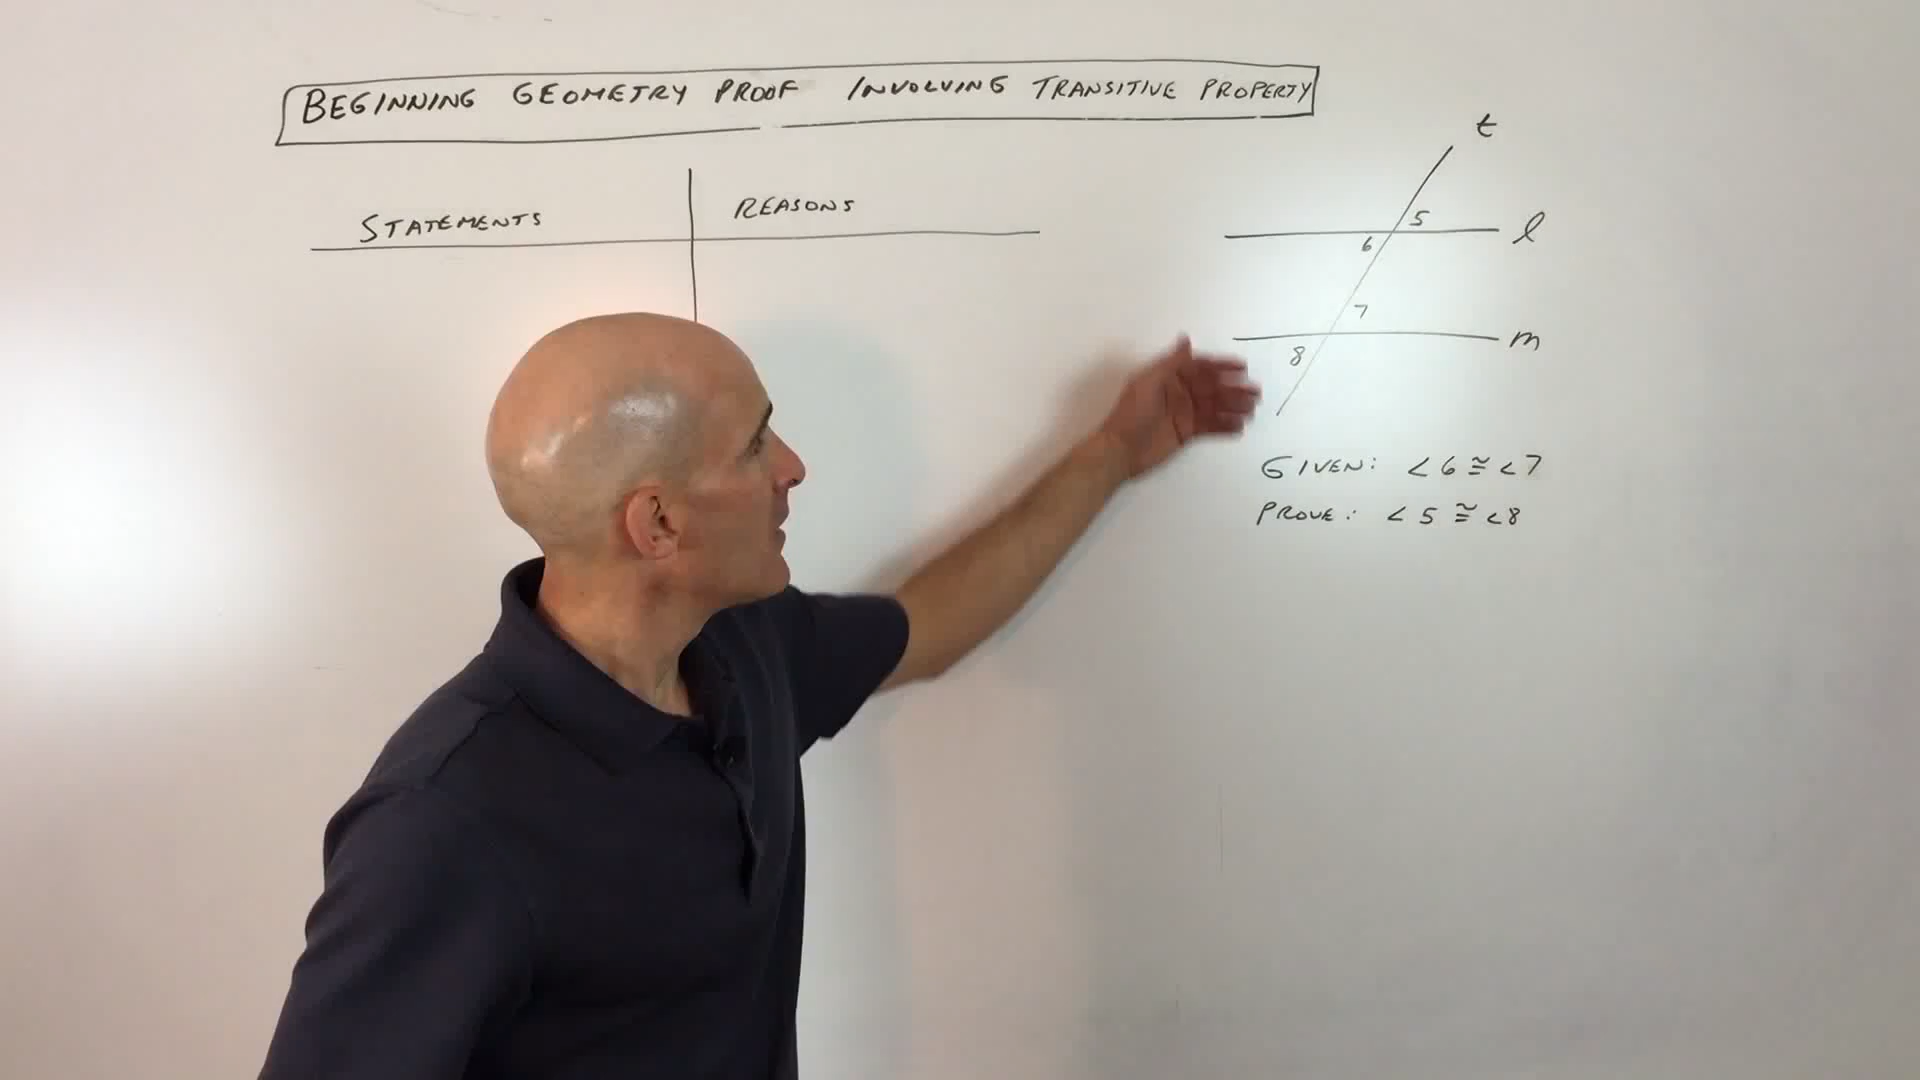 BEGINNING GEOMETRY PROOF INVOLVING TRANSITIVE PROPERTY
STATEMENTS
REASONS
t
5
l
6
7
m
8
GIVEN: <6 ≅ <7
PROVE: <5 ≅ <8